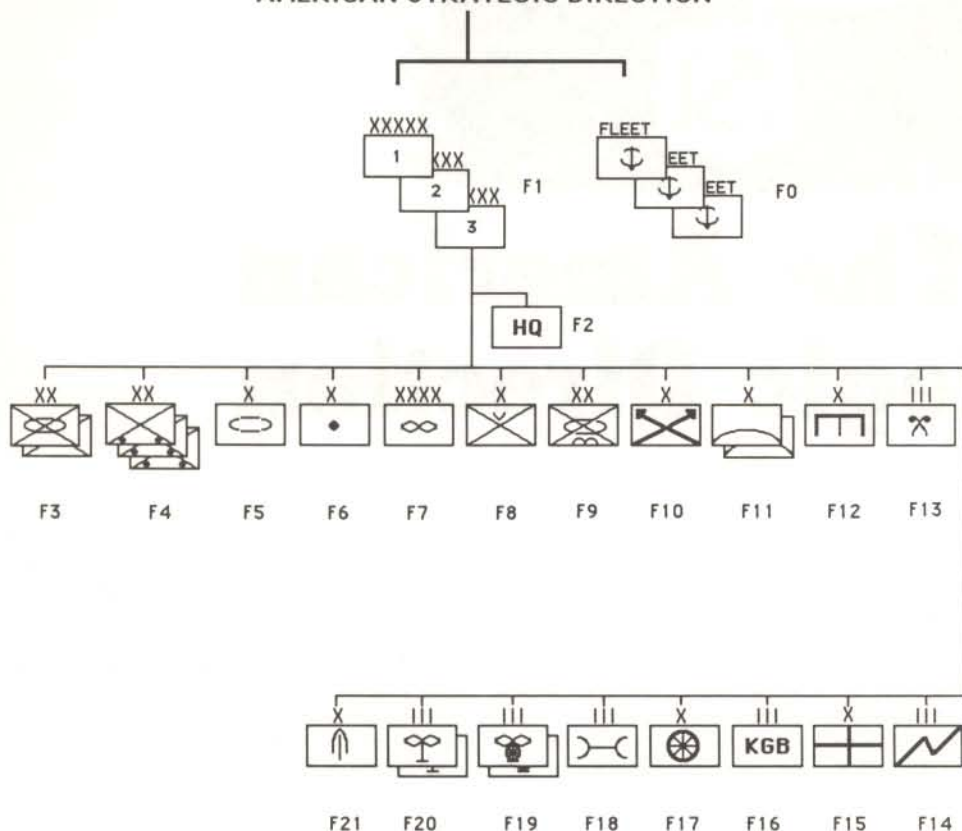 AMERICAN STRATEGIC DIRECTION
XXXXX
1
XXX
2
XXX
3
F1
FLEET
EET
EET
F0
HQ
F2
XX XX X X XXXX X XX X X X III
F3 F4 F5 F6 F7 F8 F9 F10 F11 F12 F13
X III III III X III X III
KGB
F21 F20 F19 F18 F17 F16 F15 F14